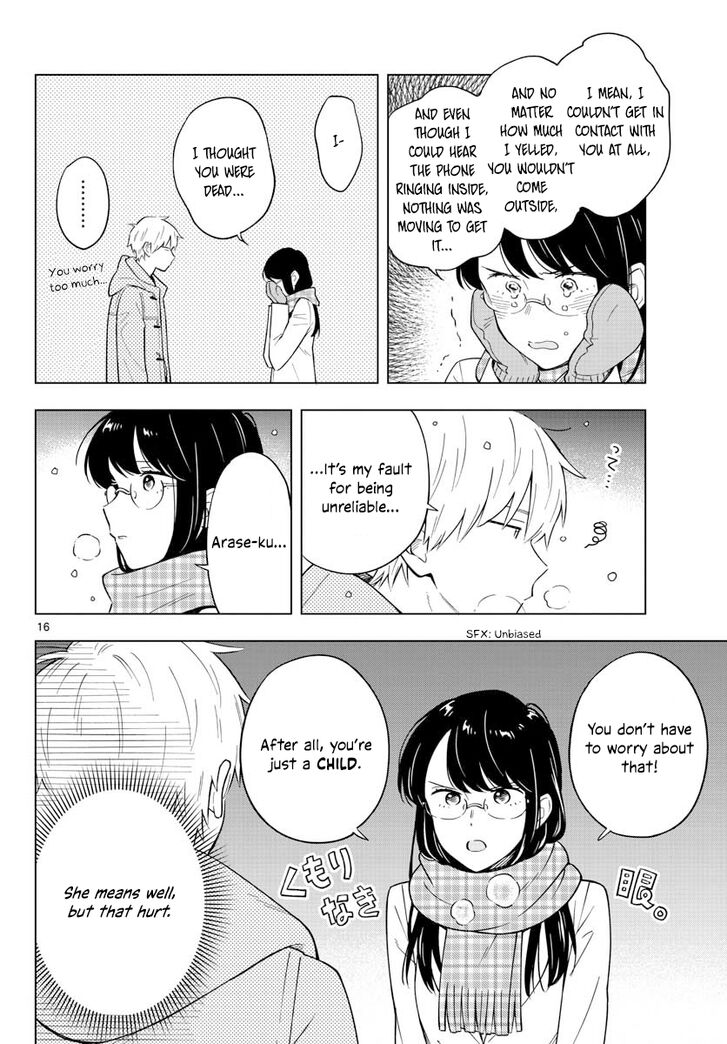 I MEAN, I
COULDN'T GET IN
CONTACT WITH
YOU AT ALL,
AND NO
MATTER
HOW MUCH
I YELLED,
YOU WOULDN'T
COME
OUTSIDE,
AND EVEN
THOUGH I
COULD HEAR
THE PHONE
RINGING INSIDE,
NOTHING WAS
MOVING TO GET
IT...
I-
I THOUGHT
YOU WERE
DEAD...
.........
You worry
too much...
...It's my fault
for being
unreliable...
Arase-ku...
16
SFX: Unbiased
You don't have
to worry about
that!
After all, you're
just a CHILD.
くもり
なき
眼。
She means well,
but that hurt.